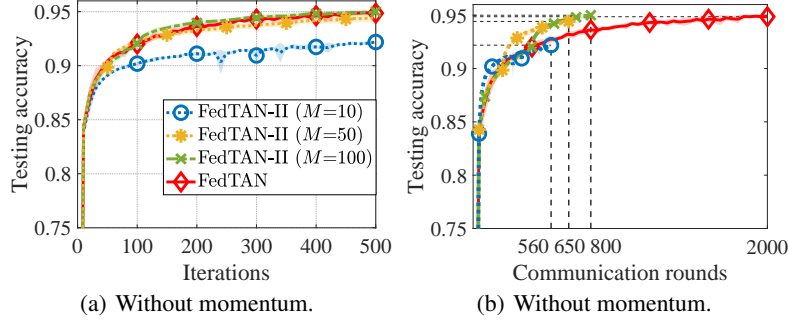 0.95
0.9
0.85
0.8
0.75
Testing accuracy
FedTAN-II (M=10)
FedTAN-II (M=50)
FedTAN-II (M=100)
FedTAN
0 100 200 300 400 500
Iterations
(a) Without momentum.
0.95
0.9
0.85
0.8
0.75
Testing accuracy
560 650 800 2000
Communication rounds
(b) Without momentum.